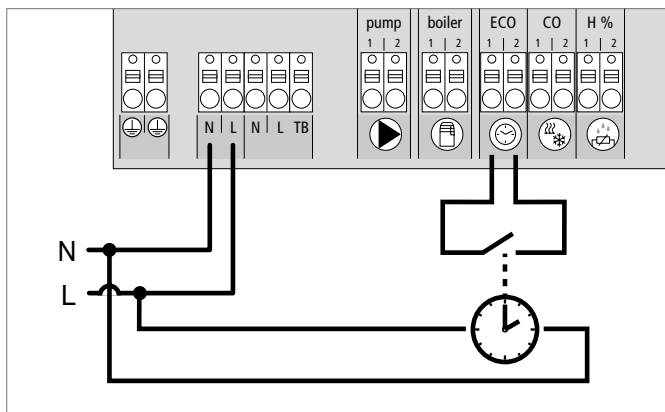 pump boiler ECO CO H %
1 | 2 1 | 2 1 | 2 1 | 2 1 | 2
N L N L TB
N
L